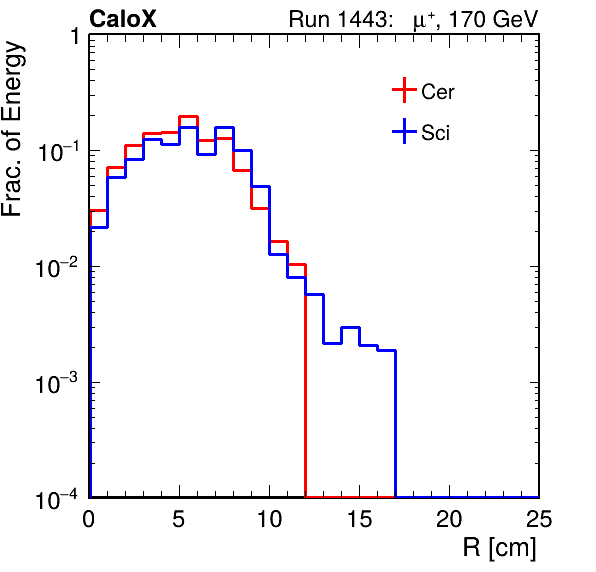 CaloX Run 1443: μ⁺, 170 GeV
Frac. of Energy
1
10⁻¹
10⁻²
10⁻³
10⁻⁴
Cer
Sci
0 5 10 15 20 25
R [cm]